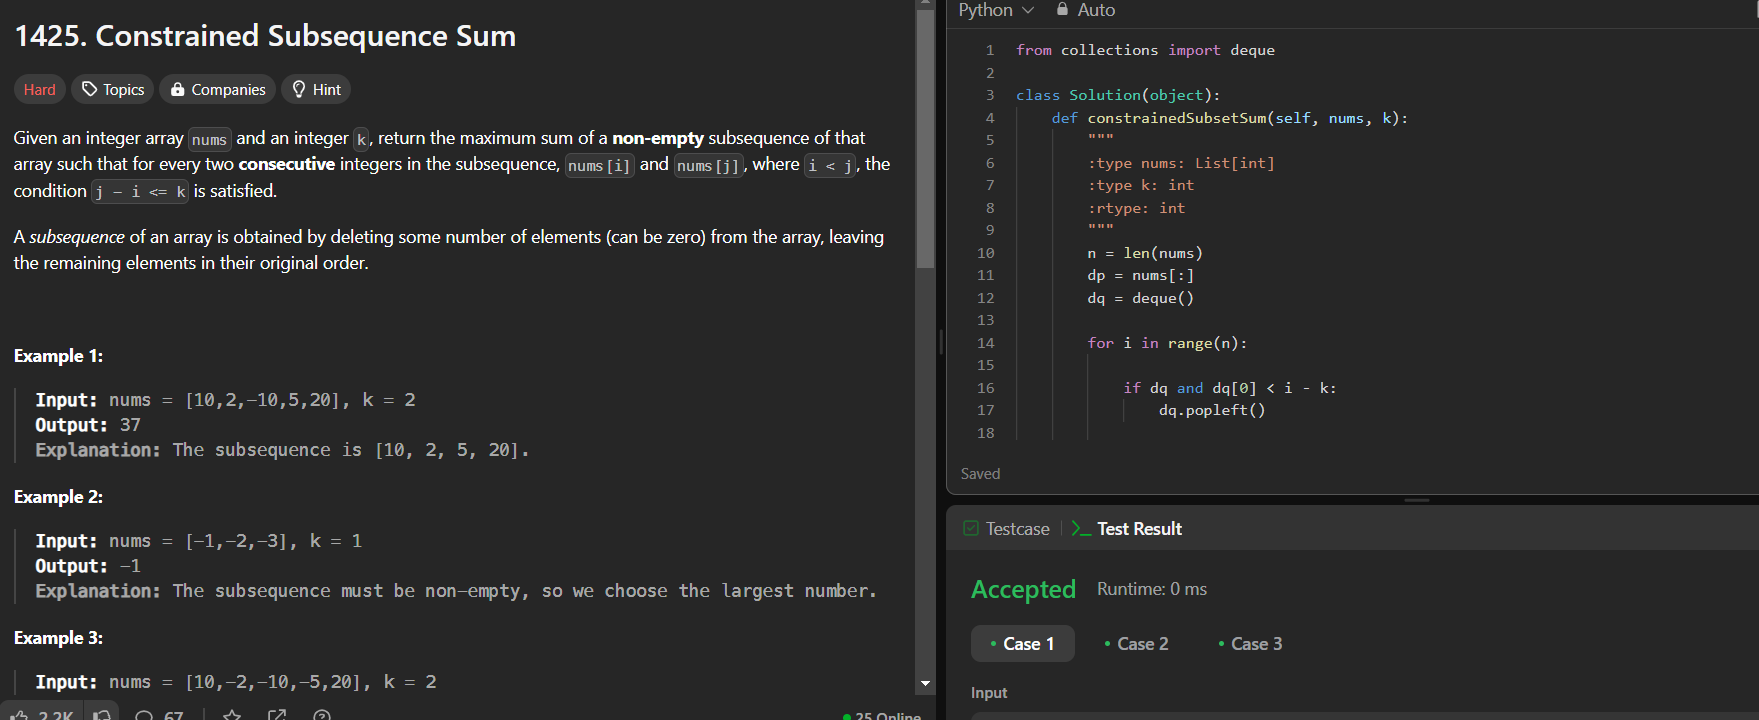 1425. Constrained Subsequence Sum
Hard Topics Companies Hint
Given an integer array nums and an integer k, return the maximum sum of a non-empty subsequence of that
array such that for every two consecutive integers in the subsequence, nums[i] and nums[j], where i < j, the
condition j - i <= k is satisfied.
A subsequence of an array is obtained by deleting some number of elements (can be zero) from the array, leaving
the remaining elements in their original order.
Example 1:
Input: nums = [10,2,-10,5,20], k = 2
Output: 37
Explanation: The subsequence is [10, 2, 5, 20].
Example 2:
Input: nums = [-1,-2,-3], k = 1
Output: -1
Explanation: The subsequence must be non-empty, so we choose the largest number.
Example 3:
Input: nums = [10,-2,-10,-5,20], k = 2
2.2K 67 25 Online
Python Auto
1 from collections import deque
2
3 class Solution(object):
4 def constrainedSubsetSum(self, nums, k):
5 """
6 :type nums: List[int]
7 :type k: int
8 :rtype: int
9 """
10 n = len(nums)
11 dp = nums[:]
12 dq = deque()
13
14 for i in range(n):
15
16 if dq and dq[0] < i - k:
17 dq.popleft()
18
Saved
Testcase Test Result
Accepted Runtime: 0 ms
Case 1 Case 2 Case 3
Input